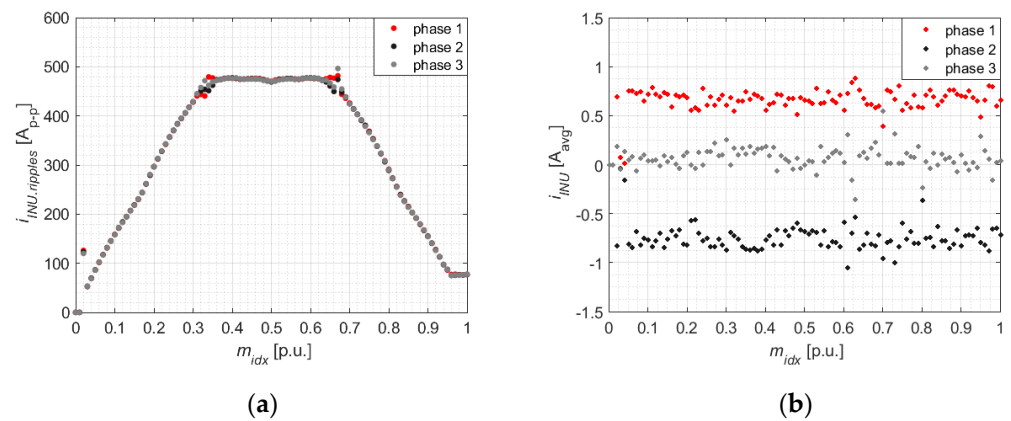 600
500
400
300
200
100
0
i_INU.ripples [A_p-p]
0 0.1 0.2 0.3 0.4 0.5 0.6 0.7 0.8 0.9 1
m_idx [p.u.]
phase 1
phase 2
phase 3
(a)
1.5
1
0.5
0
-0.5
-1
-1.5
i_INU [A_avg]
0 0.1 0.2 0.3 0.4 0.5 0.6 0.7 0.8 0.9 1
m_idx [p.u.]
phase 1
phase 2
phase 3
(b)